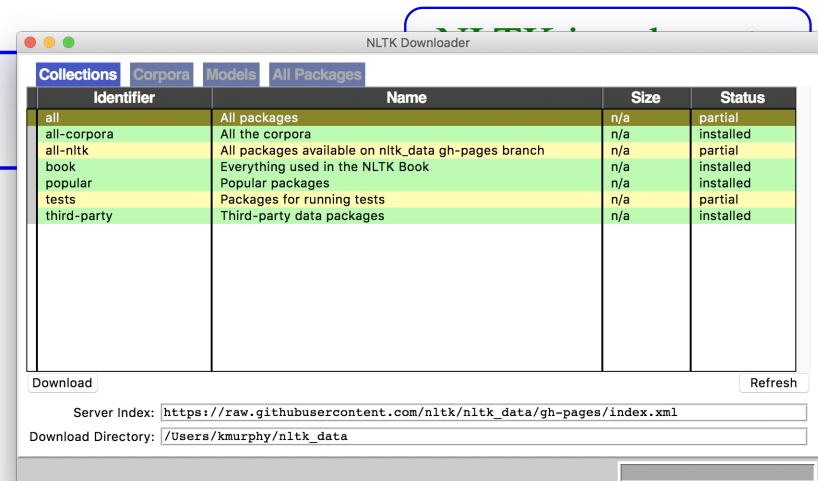 NLTK Downloader
Collections Corpora Models All Packages
Identifier Name Size Status
all All packages n/a partial
all-corpora All the corpora n/a installed
all-nltk All packages available on nltk_data gh-pages branch n/a partial
book Everything used in the NLTK Book n/a installed
popular Popular packages n/a installed
tests Packages for running tests n/a partial
third-party Third-party data packages n/a installed
Download Refresh
Server Index: https://raw.githubusercontent.com/nltk/nltk_data/gh-pages/index.xml
Download Directory: /Users/kmurphy/nltk_data